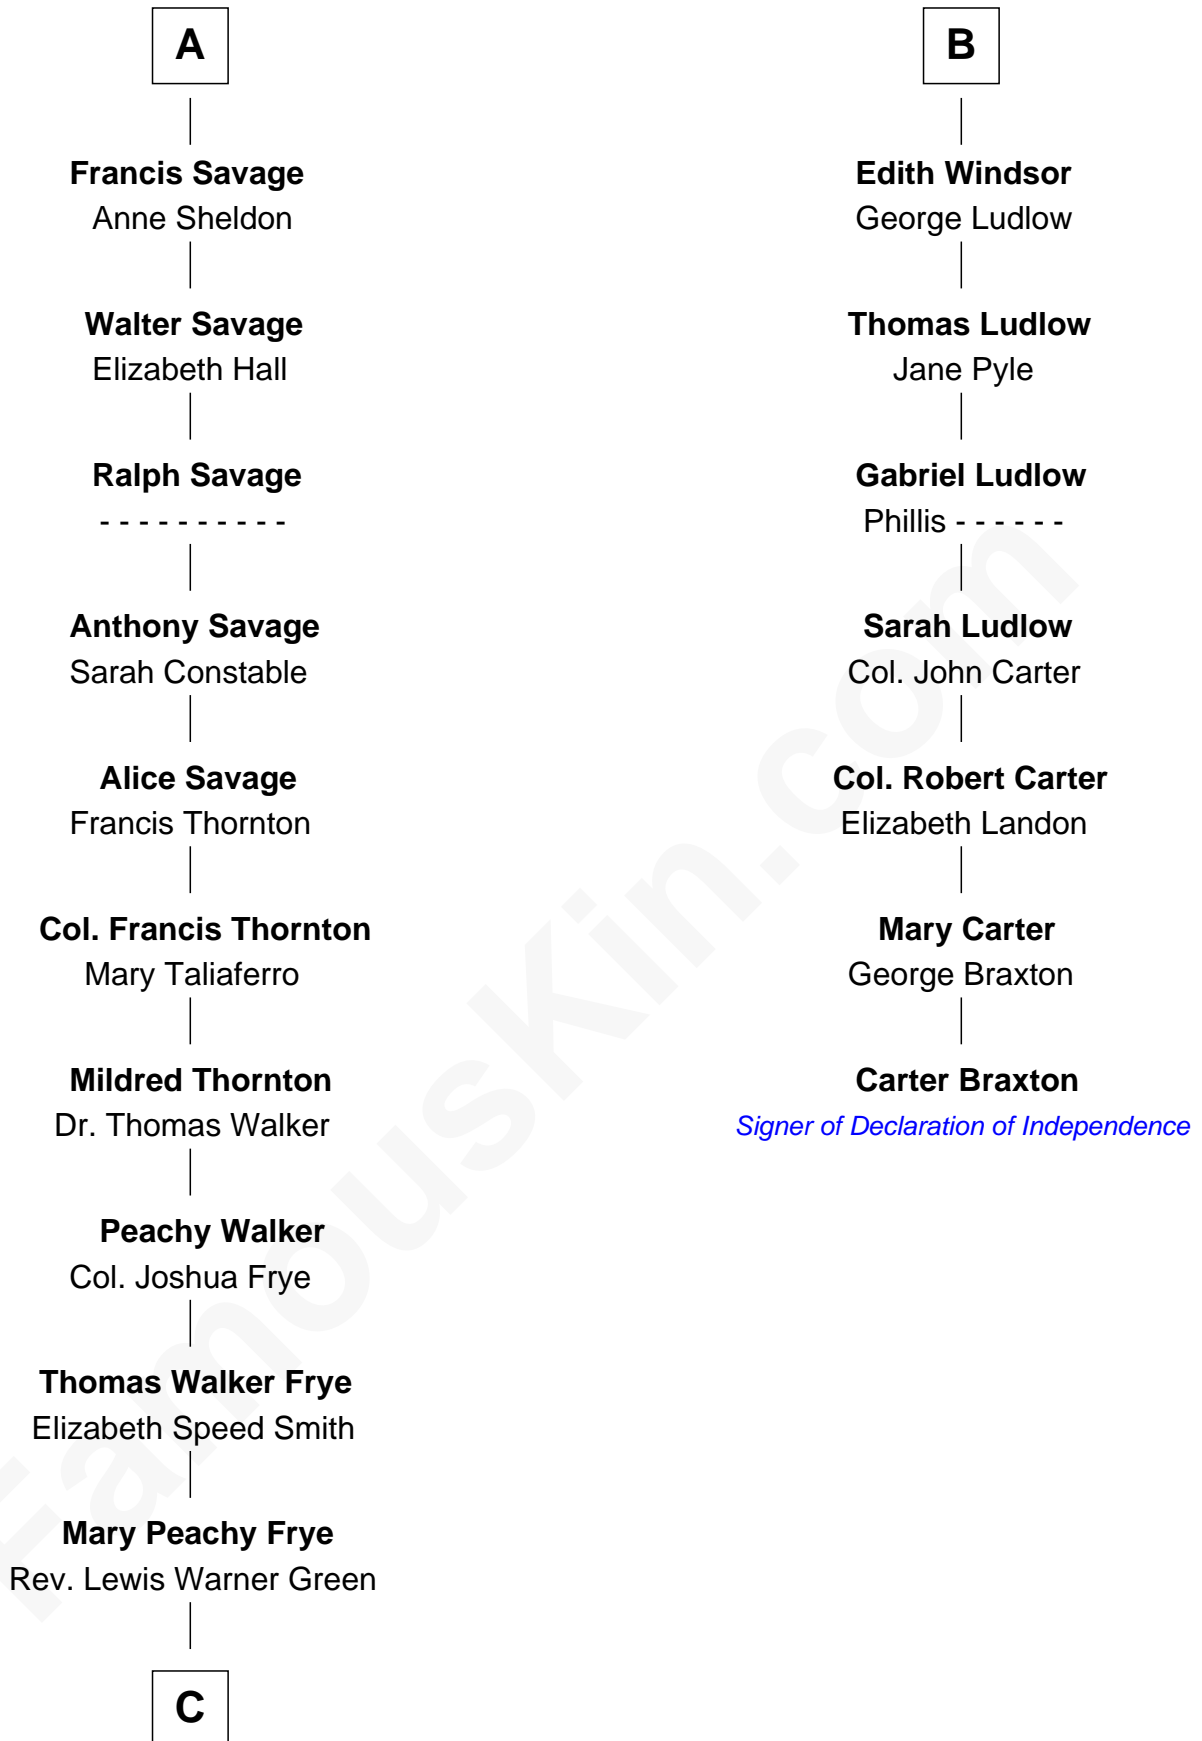 A
Francis Savage
Anne Sheldon
Walter Savage
Elizabeth Hall
Ralph Savage
- - - - - - - - - -
Anthony Savage
Sarah Constable
Alice Savage
Francis Thornton
Col. Francis Thornton
Mary Taliaferro
Mildred Thornton
Dr. Thomas Walker
Peachy Walker
Col. Joshua Frye
Thomas Walker Frye
Elizabeth Speed Smith
Mary Peachy Frye
Rev. Lewis Warner Green
C
B
Edith Windsor
George Ludlow
Thomas Ludlow
Jane Pyle
Gabriel Ludlow
Phillis - - - - - -
Sarah Ludlow
Col. John Carter
Col. Robert Carter
Elizabeth Landon
Mary Carter
George Braxton
Carter Braxton
Signer of Declaration of Independence
FamousKin.com